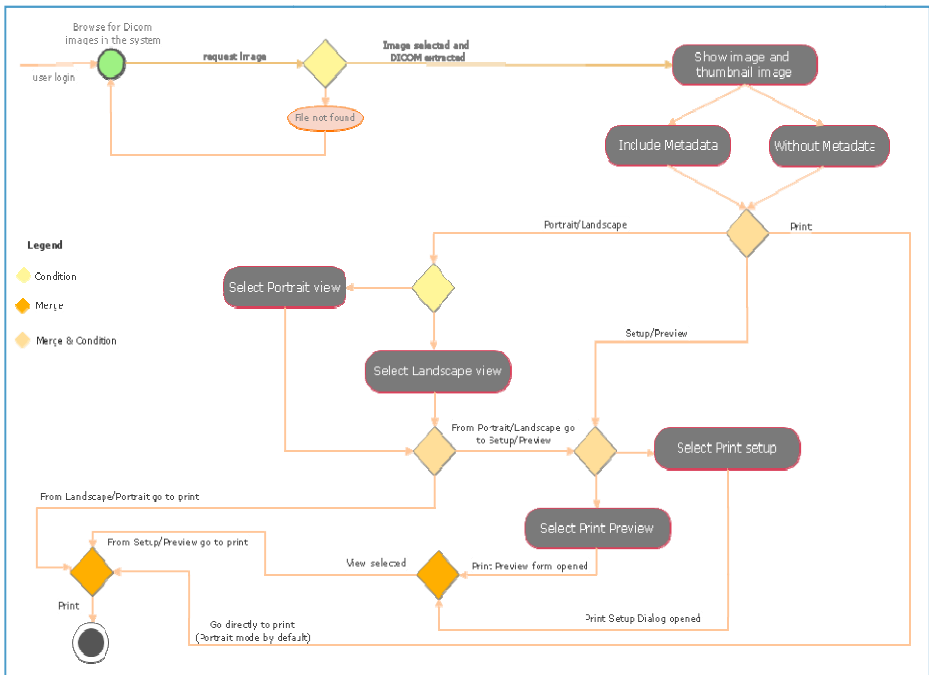 Browse for Dicom
images in the system
user login
request image
Image selected and
DICOM extracted
File not found
Show image and
thumbnail image
Include Metadata
Without Metadata
Portrait/Landscape
Print
Legend
Condition
Merge
Merge & Condition
Select Portrait view
Setup/Preview
Select Landscape view
From Portrait/Landscape go
to Setup/Preview
Select Print setup
From Landscape/Portrait go to print
Select Print Preview
From Setup/Preview go to print
View selected
Print Preview form opened
Print
Go directly to print
(Portrait mode by default)
Print Setup Dialog opened